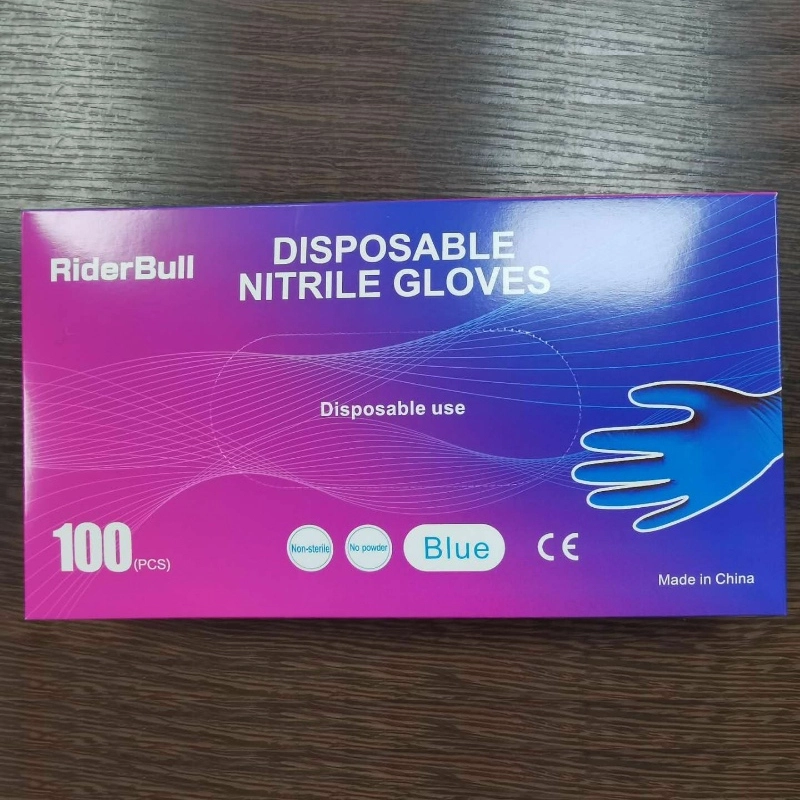 RiderBull
DISPOSABLE
NITRILE GLOVES
Disposable use
100 (PCS)
Non-sterile
No powder
Blue
CE
Made in China